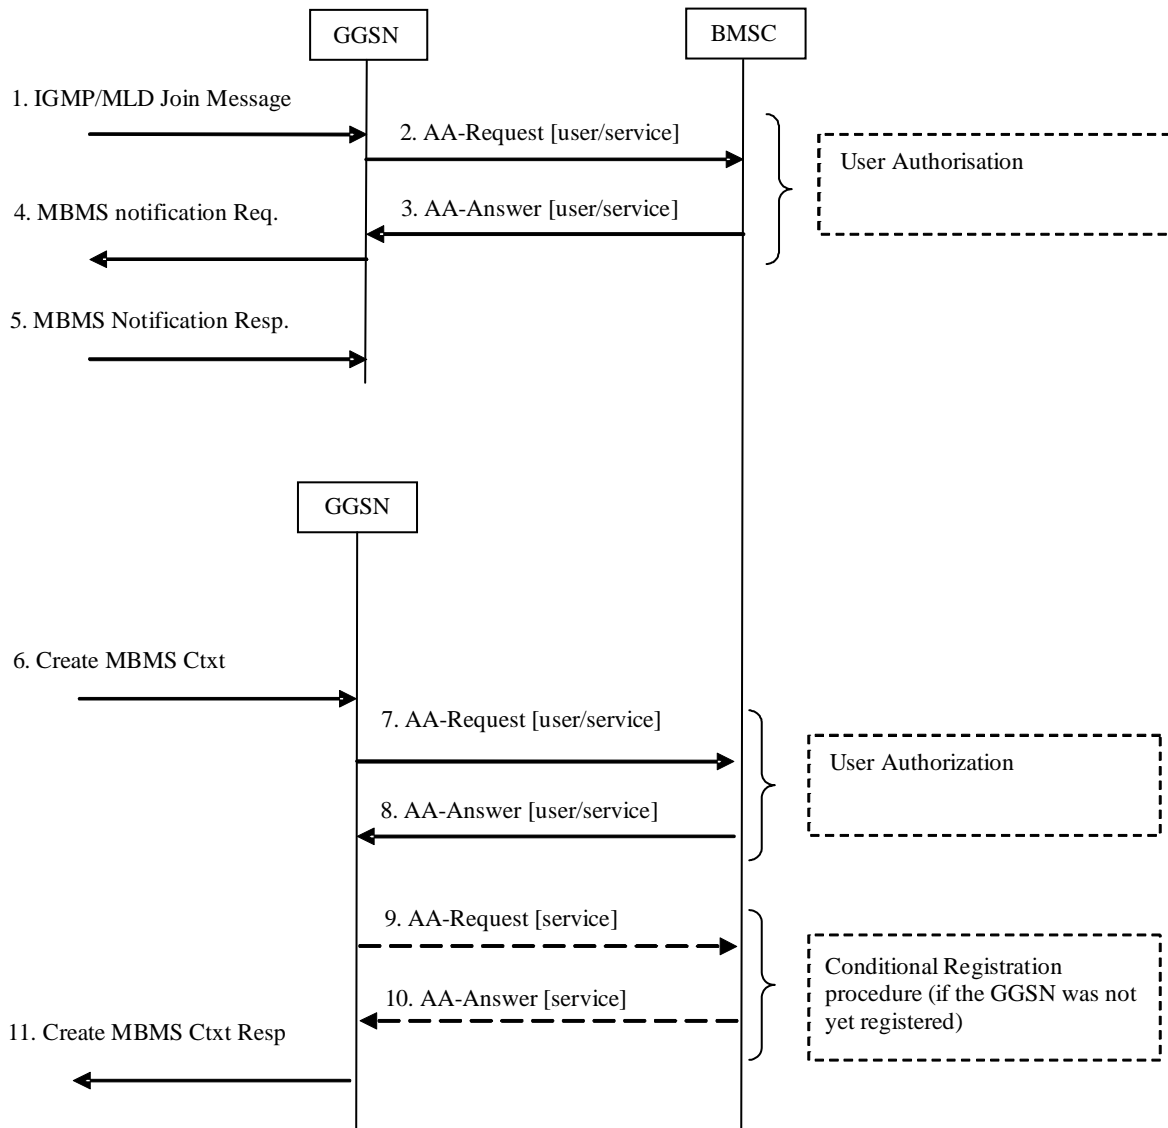 GGSN
BMSC
1. IGMP/MLD Join Message
2. AA-Request [user/service]
User Authorisation
3. AA-Answer [user/service]
4. MBMS notification Req.
5. MBMS Notification Resp.
GGSN
6. Create MBMS Ctxt
7. AA-Request [user/service]
User Authorization
8. AA-Answer [user/service]
9. AA-Request [service]
Conditional Registration
procedure (if the GGSN was not
yet registered)
10. AA-Answer [service]
11. Create MBMS Ctxt Resp